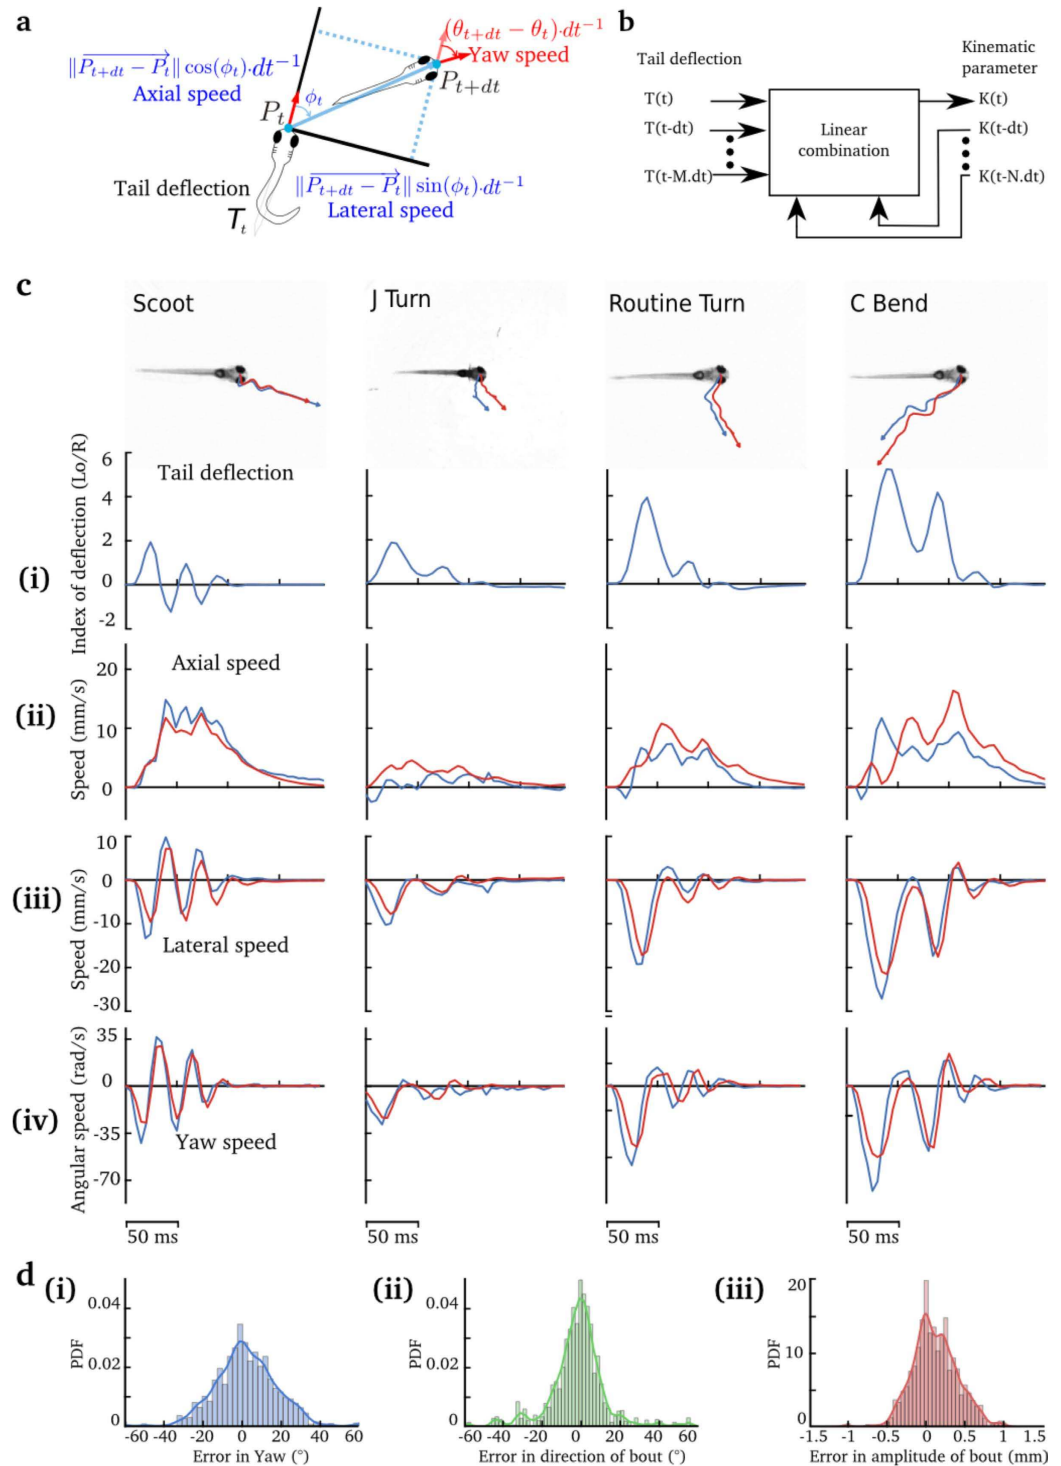 a
(θt+dt − θt).dt⁻¹
Yaw speed
‖Pt+dt − Pt‖ cos(ϕt).dt⁻¹
Axial speed
Pt+dt
Pt
ϕt
Tail deflection
Tt
‖Pt+dt − Pt‖ sin(ϕt).dt⁻¹
Lateral speed
b
Tail deflection
Kinematic
parameter
T(t)
K(t)
T(t-dt)
K(t-dt)
T(t-M.dt)
K(t-N.dt)
Linear
combination
c
Scoot
J Turn
Routine Turn
C Bend
(i)
Index of deflection (Lo/R)
Tail deflection
6
4
2
0
-2
(ii)
Speed (mm/s)
Axial speed
20
10
0
(iii)
Speed (mm/s)
Lateral speed
10
0
-10
-20
-30
(iv)
Angular speed (rad/s)
Yaw speed
35
0
-35
-70
50 ms
50 ms
50 ms
50 ms
d
(i)
PDF
0.04
0.02
0
-60 -40 -20 0 20 40 60
Error in Yaw (°)
(ii)
PDF
0.04
0.02
0
-60 -40 -20 0 20 40 60
Error in direction of bout (°)
(iii)
PDF
20
10
0
-1.5 -1 -0.5 0 0.5 1 1.5
Error in amplitude of bout (mm)